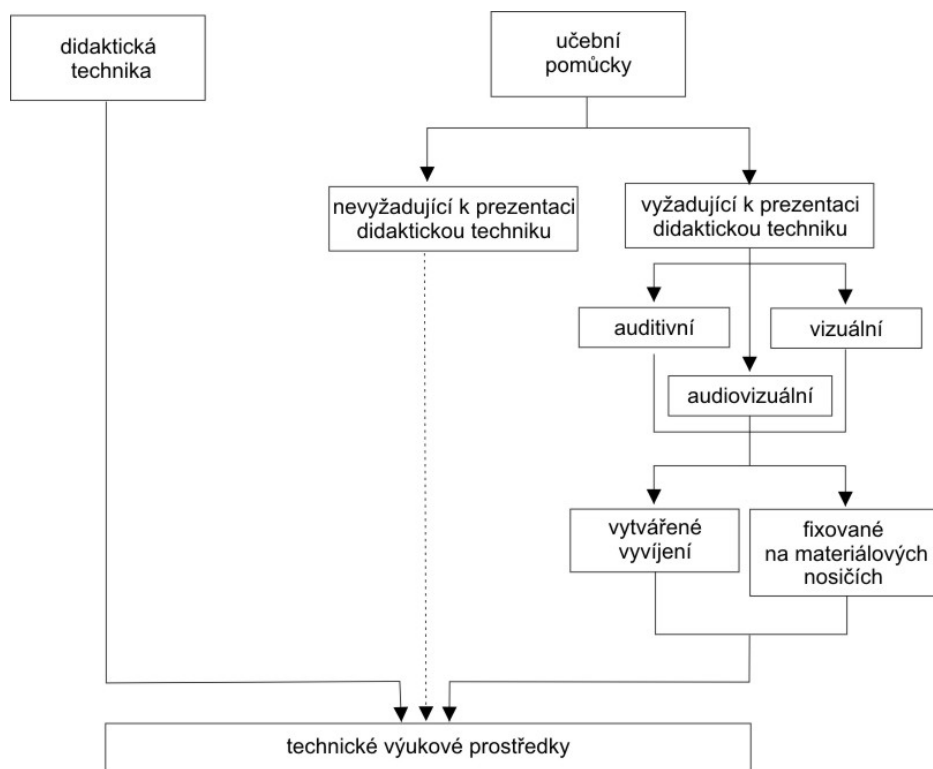 didaktická
technika
učební
pomůcky
nevyžadující k prezentaci
didaktickou techniku
vyžadující k prezentaci
didaktickou techniku
auditivní
vizuální
audiovizuální
vytvářené
vyvíjení
fixované
na materiálových
nosičích
technické výukové prostředky